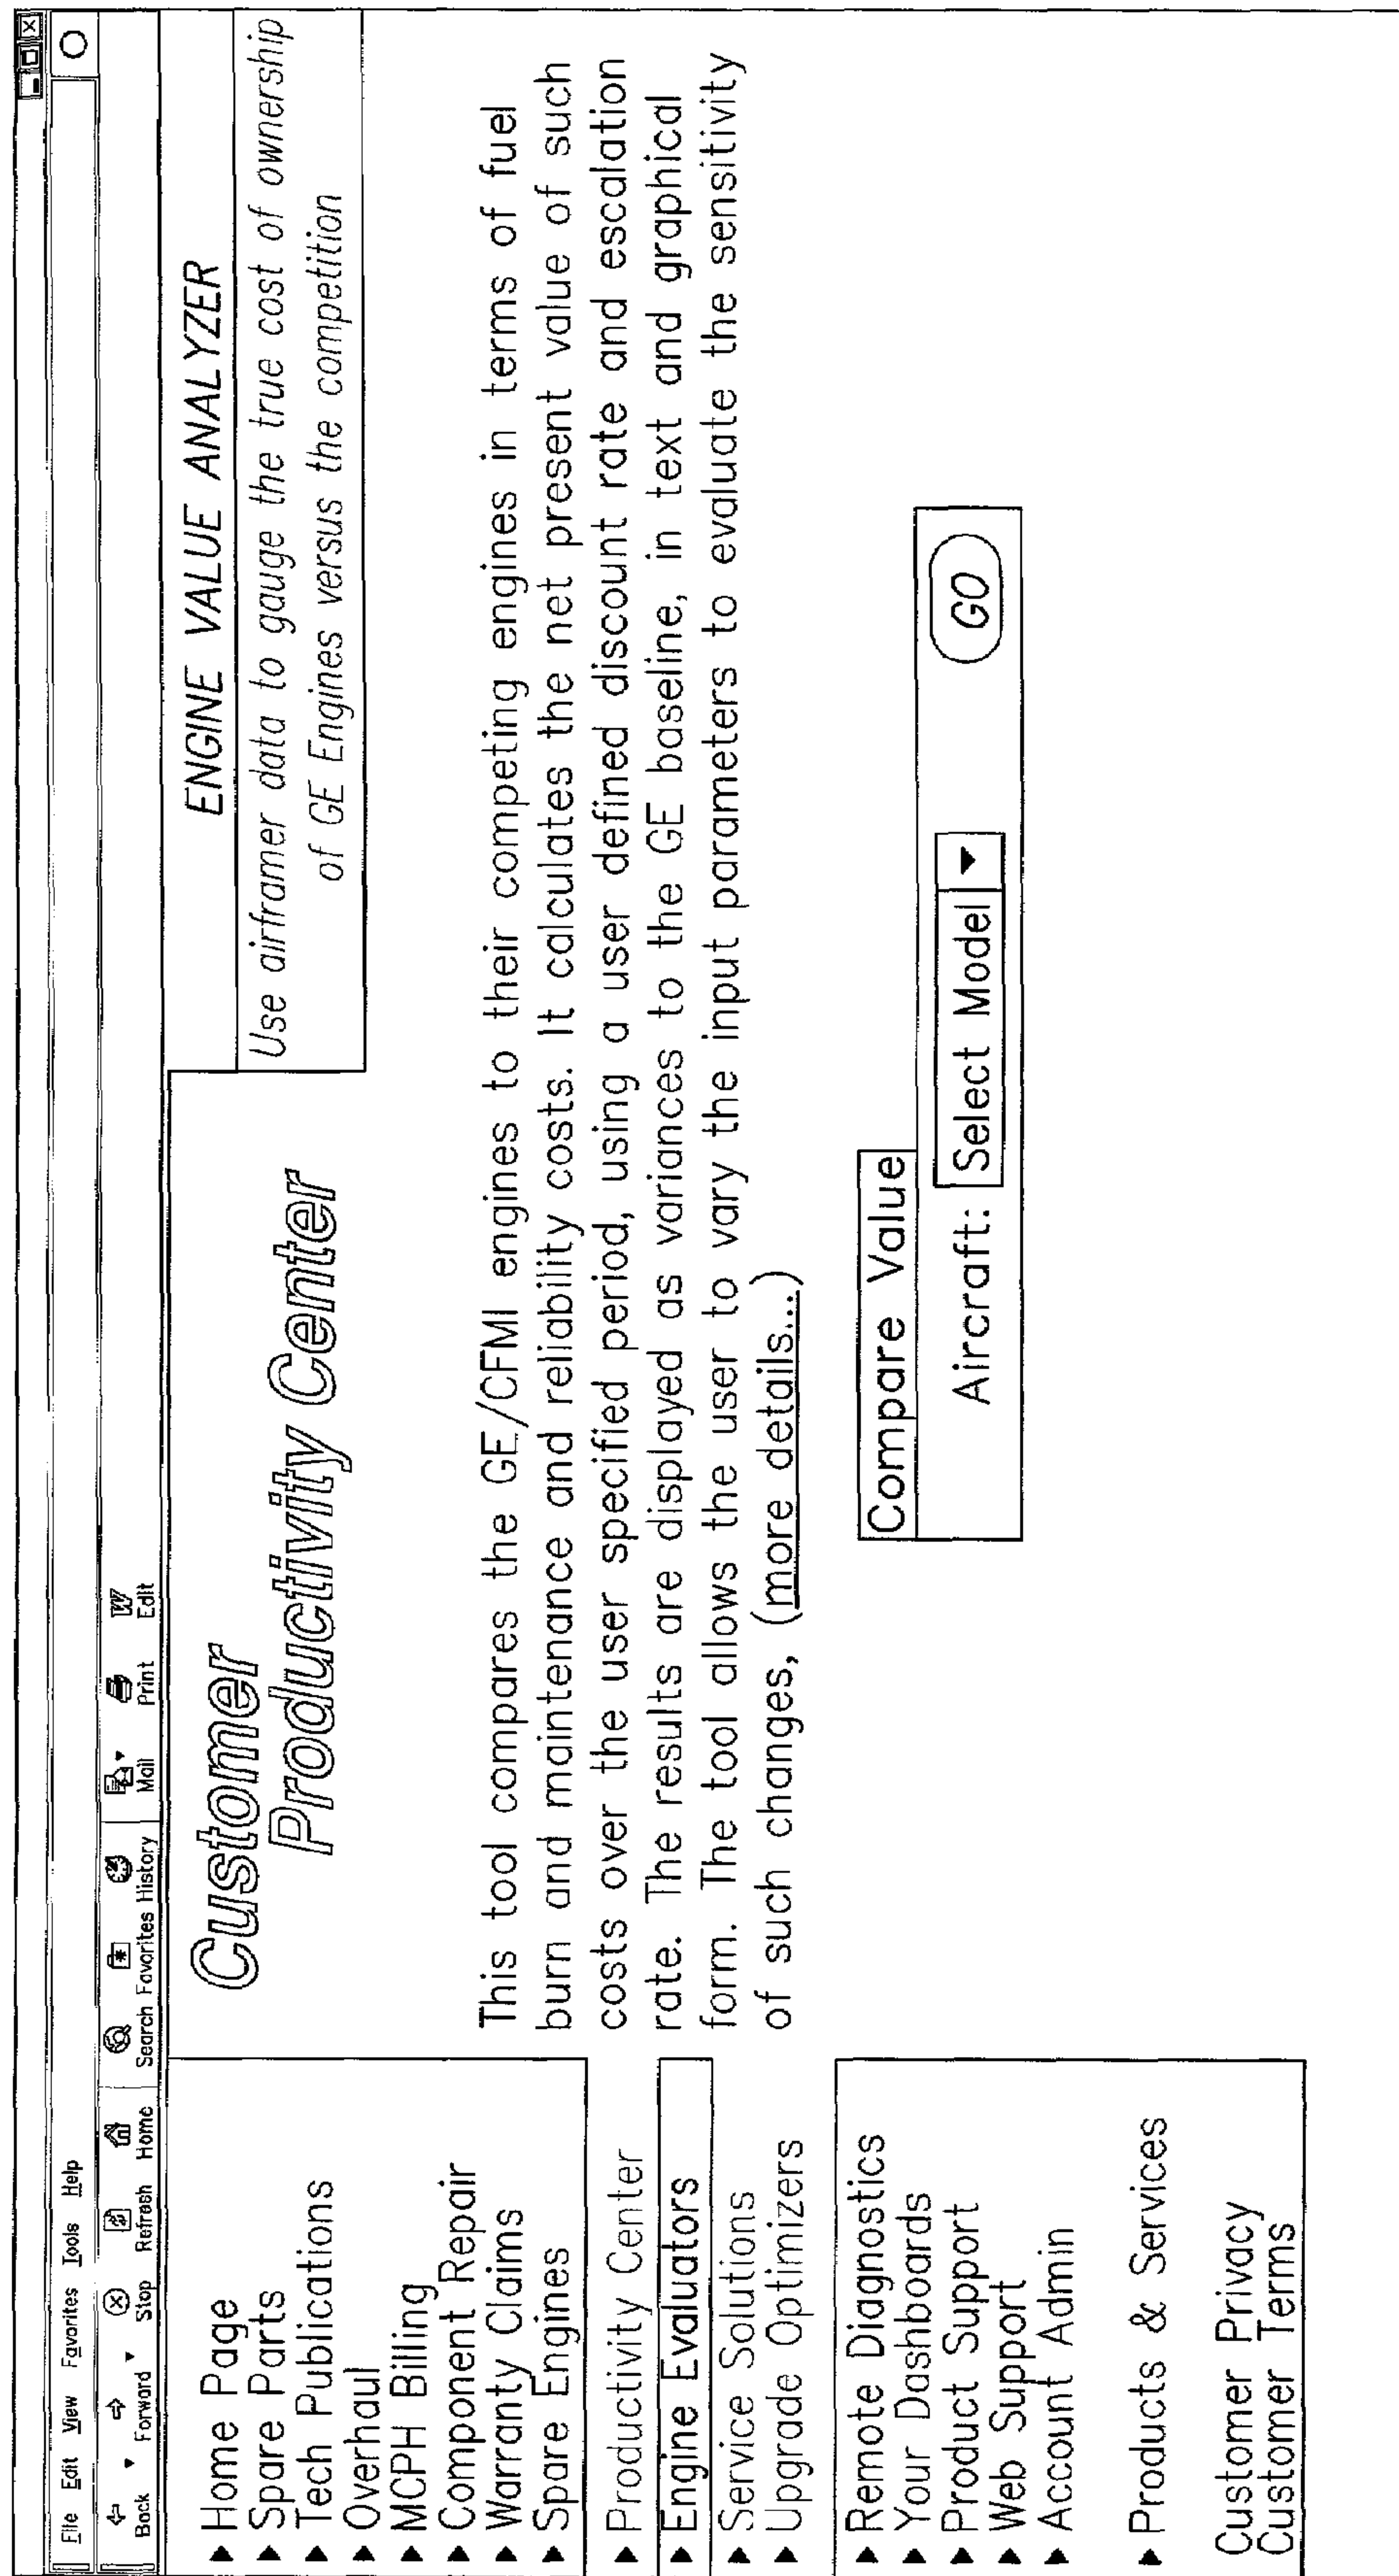 File Edit View Favorites Tools Help
Back Forward Stop Refresh Home Search Favorites History Mail Print Edit
Customer
Productivity Center
ENGINE VALUE ANALYZER
Use airframer data to gauge the true cost of ownership
of GE Engines versus the competition
Home Page
Spare Parts
Tech Publications
Overhaul
MCPH Billing
Component Repair
Warranty Claims
Spare Engines
Productivity Center
Engine Evaluators
Service Solutions
Upgrade Optimizers
Remote Diagnostics
Your Dashboards
Product Support
Web Support
Account Admin
Products & Services
Customer Privacy
Customer Terms
This tool compares the GE/CFMI engines to their competing engines in terms of fuel
burn and maintenance and reliability costs. It calculates the net present value of such
costs over the user specified period, using a user defined discount rate and escalation
rate. The results are displayed as variances to the GE baseline, in text and graphical
form. The tool allows the user to vary the input parameters to evaluate the sensitivity
of such changes, (more details....)
Compare Value
Aircraft: Select Model GO